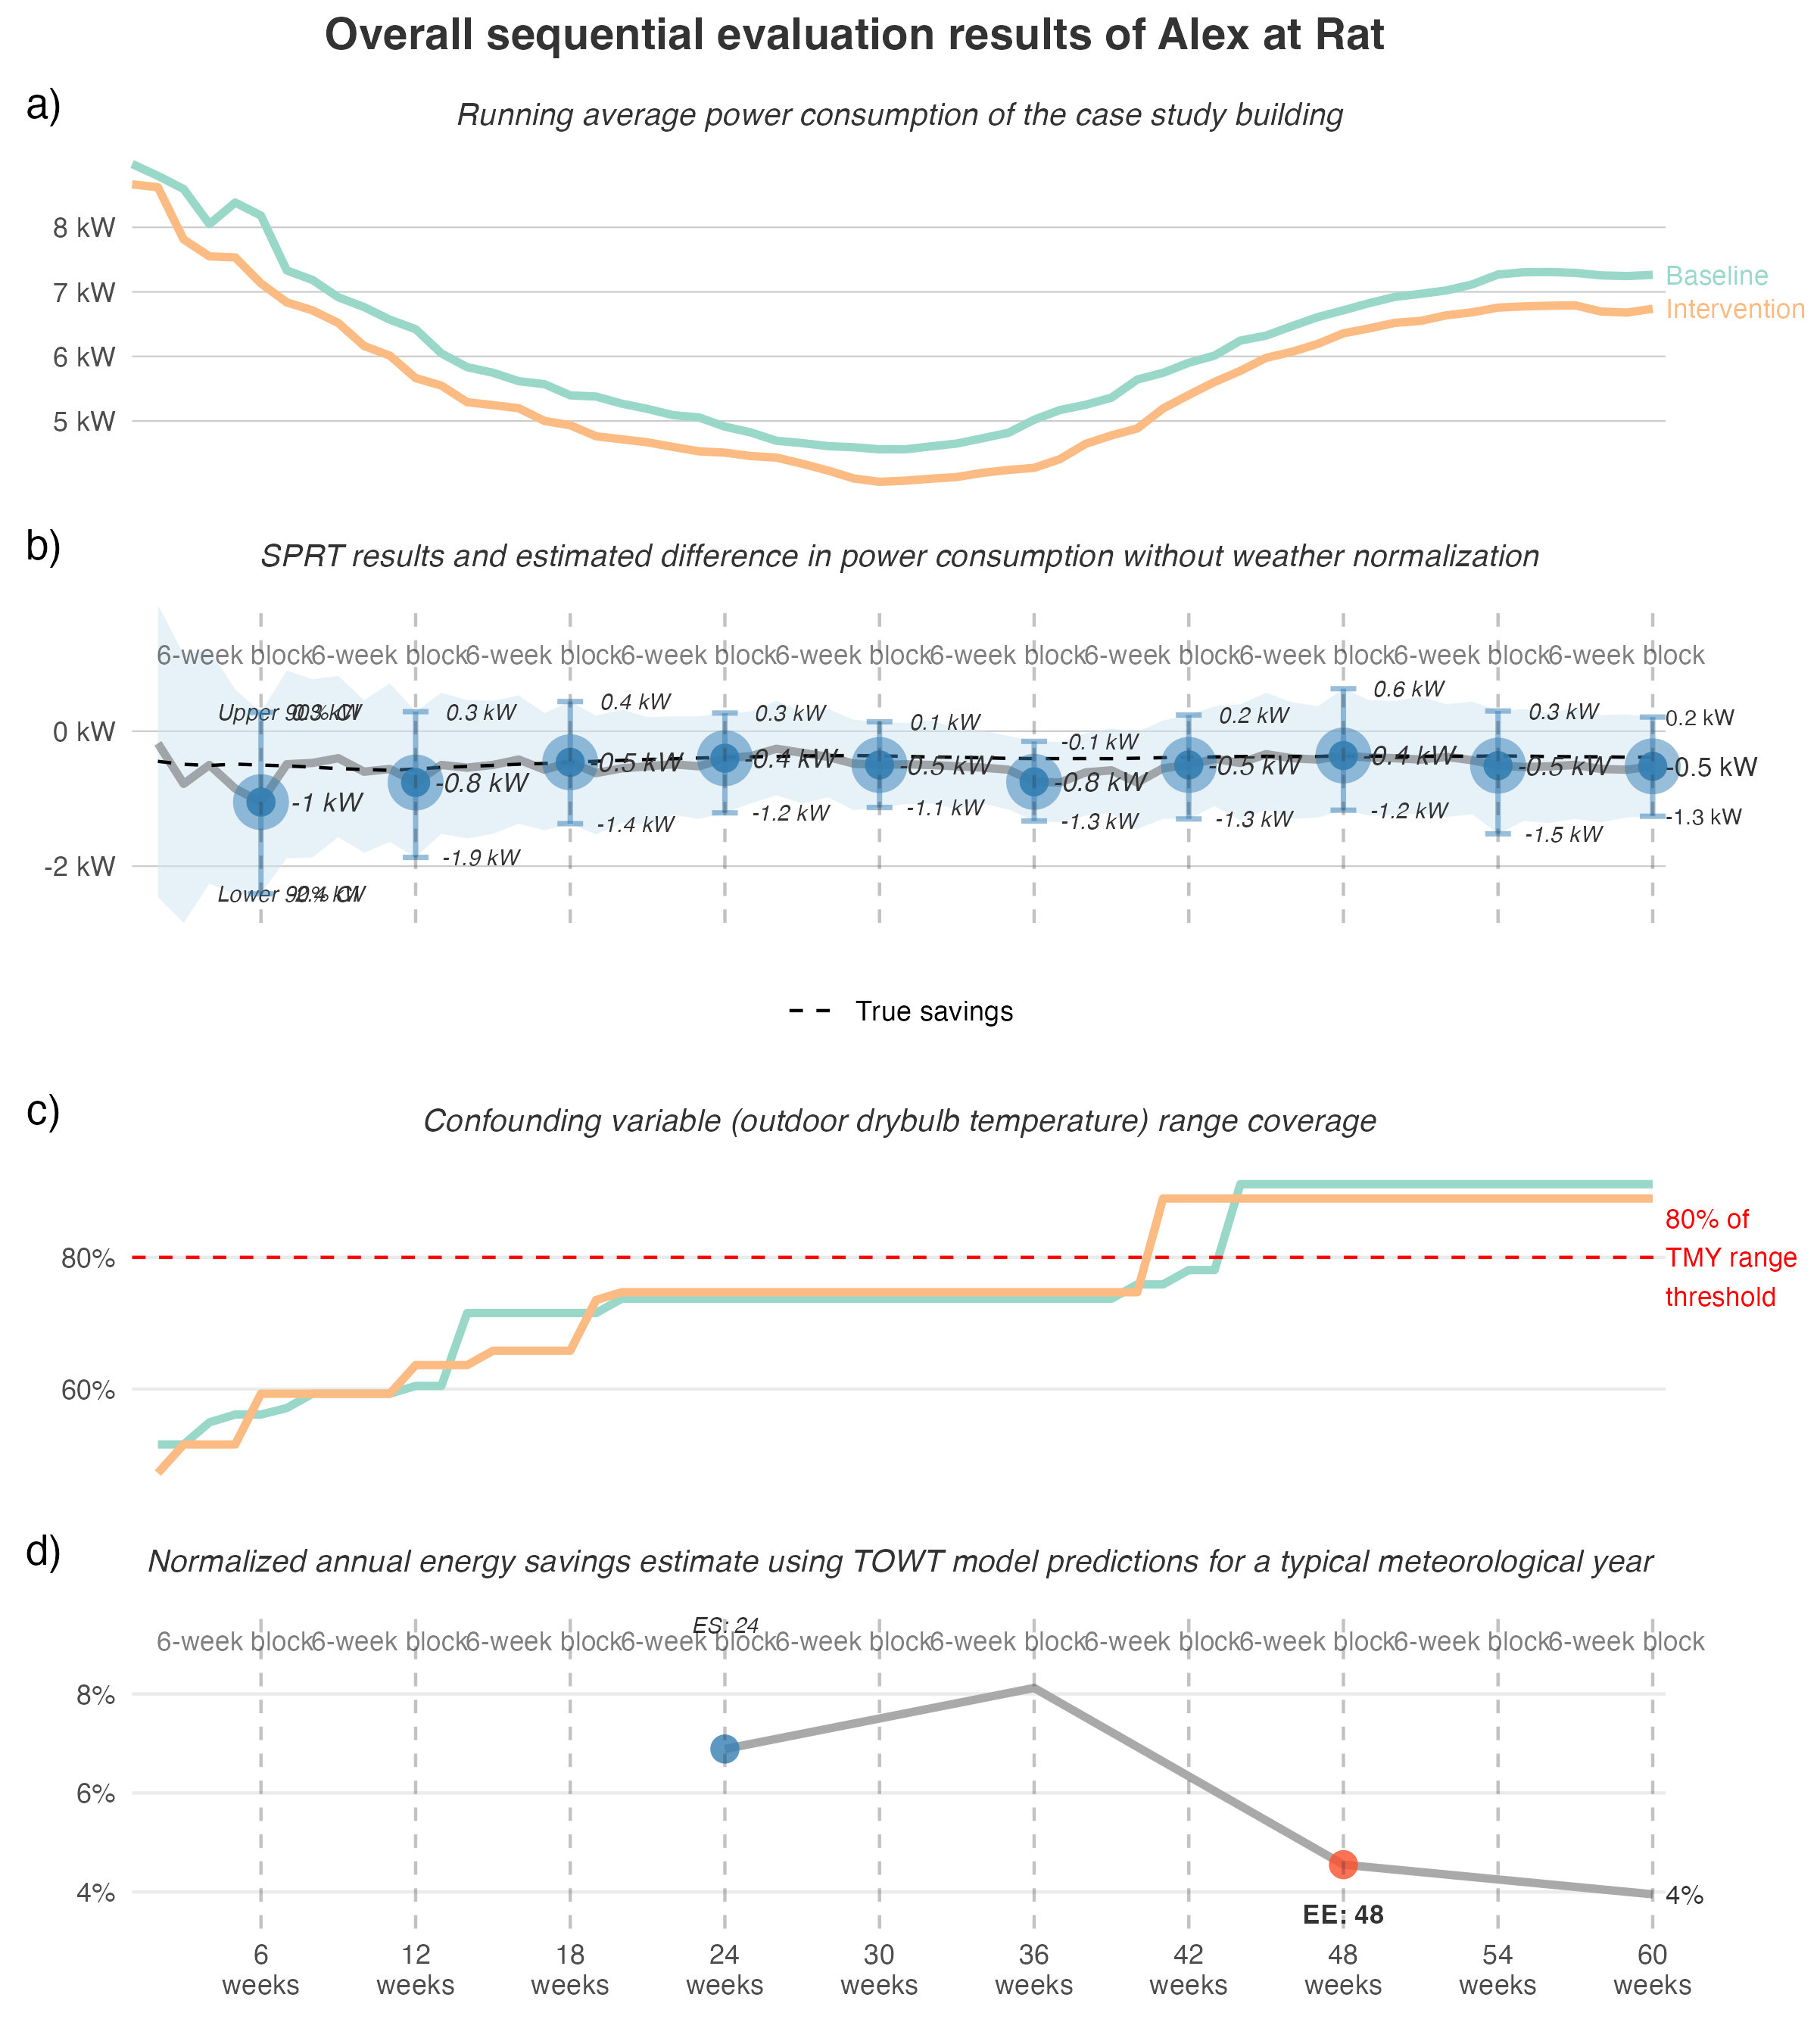 Overall sequential evaluation results of Alex at Rat
a)
Running average power consumption of the case study building
8 kW
7 kW
6 kW
5 kW
Baseline
Intervention
b)
SPRT results and estimated difference in power consumption without weather normalization
6-week block 6-week block 6-week block 6-week block 6-week block 6-week block 6-week block 6-week block 6-week block 6-week block
0 kW
-2 kW
Upper 90% CI 0.3 kW 0.3 kW 0.4 kW 0.3 kW 0.1 kW -0.1 kW 0.2 kW 0.6 kW 0.3 kW 0.2 kW
-1 kW -0.8 kW -0.5 kW -0.4 kW -0.5 kW -0.8 kW -0.5 kW -0.4 kW -0.5 kW -0.5 kW
Lower 90% CI -2.4 kW -1.9 kW -1.4 kW -1.2 kW -1.1 kW -1.3 kW -1.3 kW -1.2 kW -1.5 kW -1.3 kW
True savings
c)
Confounding variable (outdoor drybulb temperature) range coverage
80%
60%
80% of
TMY range
threshold
d)
Normalized annual energy savings estimate using TOWT model predictions for a typical meteorological year
ES: 24
6-week block 6-week block 6-week block 6-week block 6-week block 6-week block 6-week block 6-week block 6-week block 6-week block
8%
6%
4%
4%
EE: 48
6 12 18 24 30 36 42 48 54 60
weeks weeks weeks weeks weeks weeks weeks weeks weeks weeks